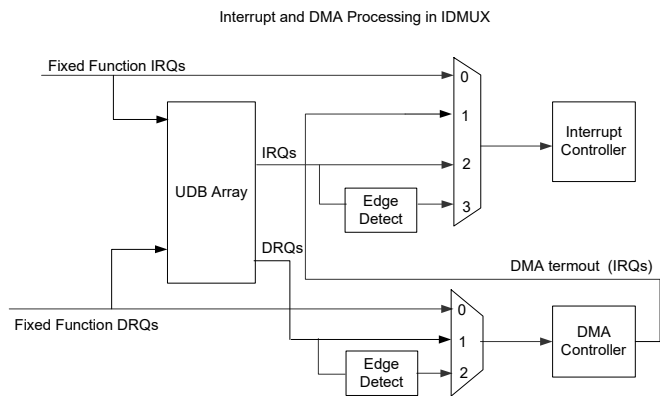 Interrupt and DMA Processing in IDMUX
Fixed Function IRQs
0
1
2
3
Interrupt
Controller
UDB Array
IRQs
Edge
Detect
DRQs
DMA termout (IRQs)
Fixed Function DRQs
0
1
2
DMA
Controller
Edge
Detect